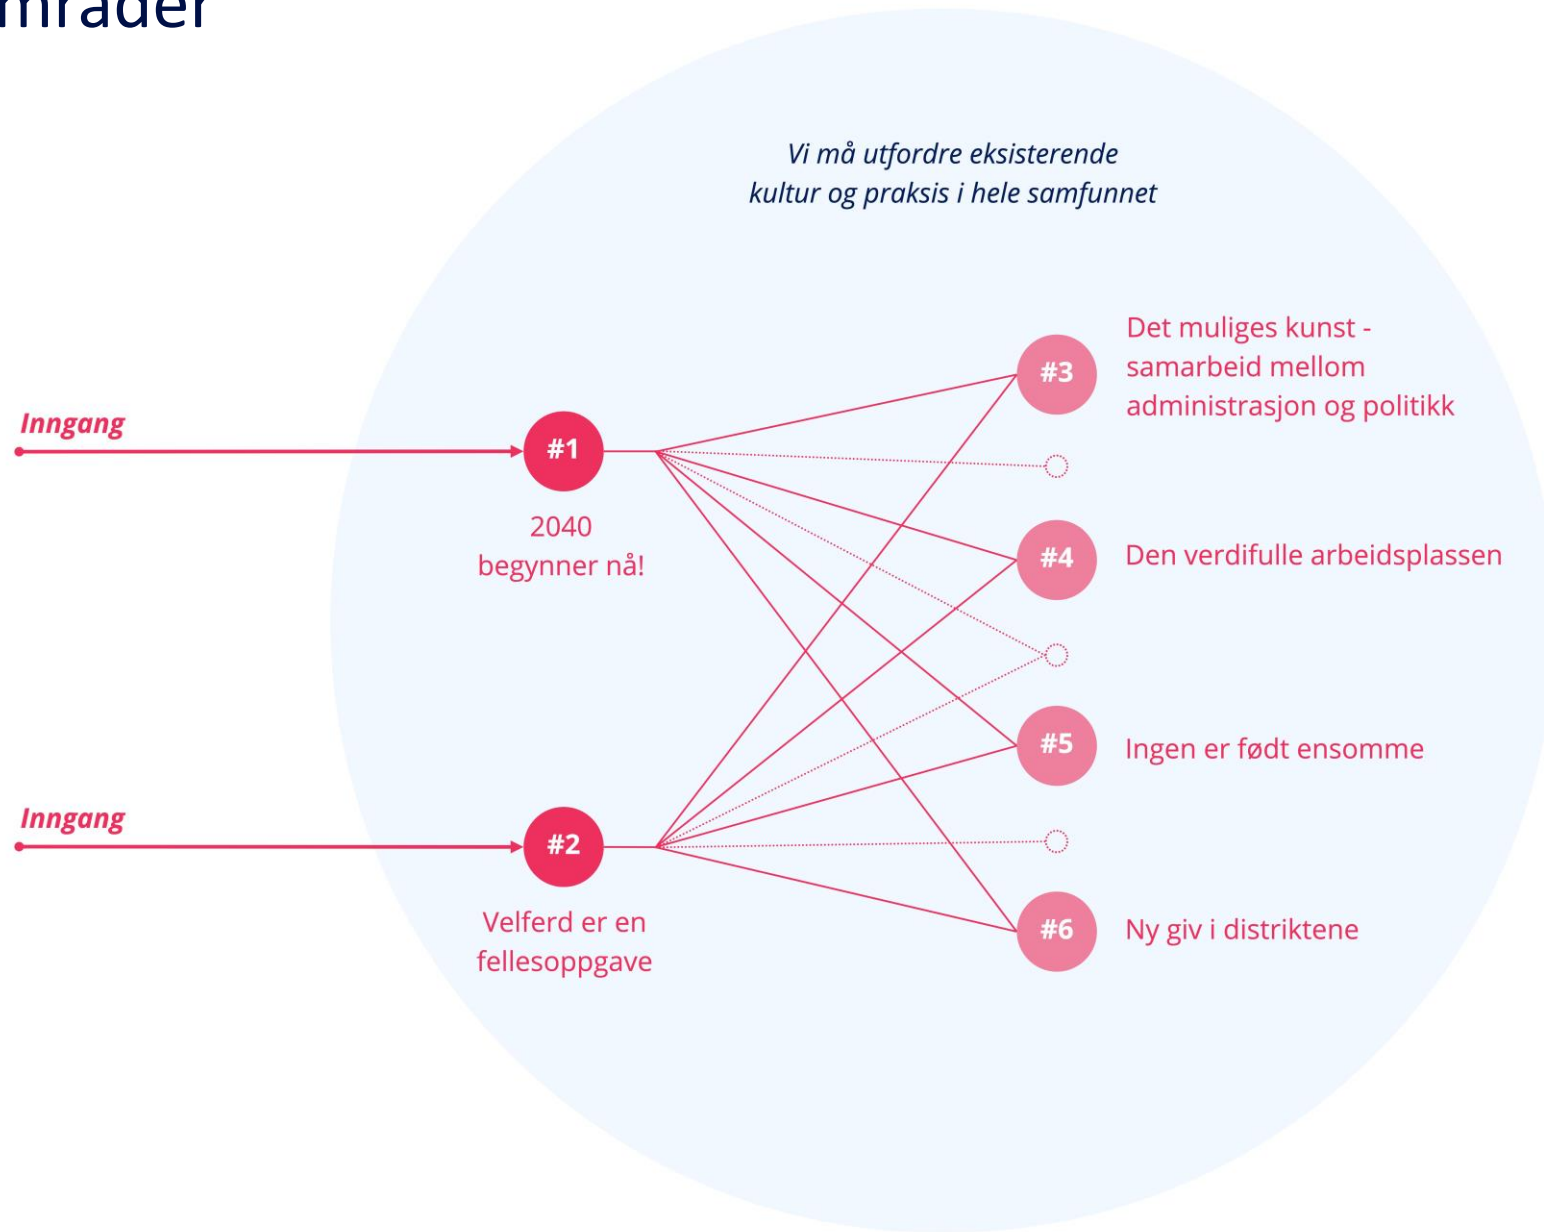 mråder
Vi må utfordre eksisterende
kultur og praksis i hele samfunnet
Inngang
#1
2040
begynner nå!
Inngang
#2
Velferd er en
fellesoppgave
#3
Det muliges kunst -
samarbeid mellom
administrasjon og politikk
#4
Den verdifulle arbeidsplassen
#5
Ingen er født ensomme
#6
Ny giv i distriktene